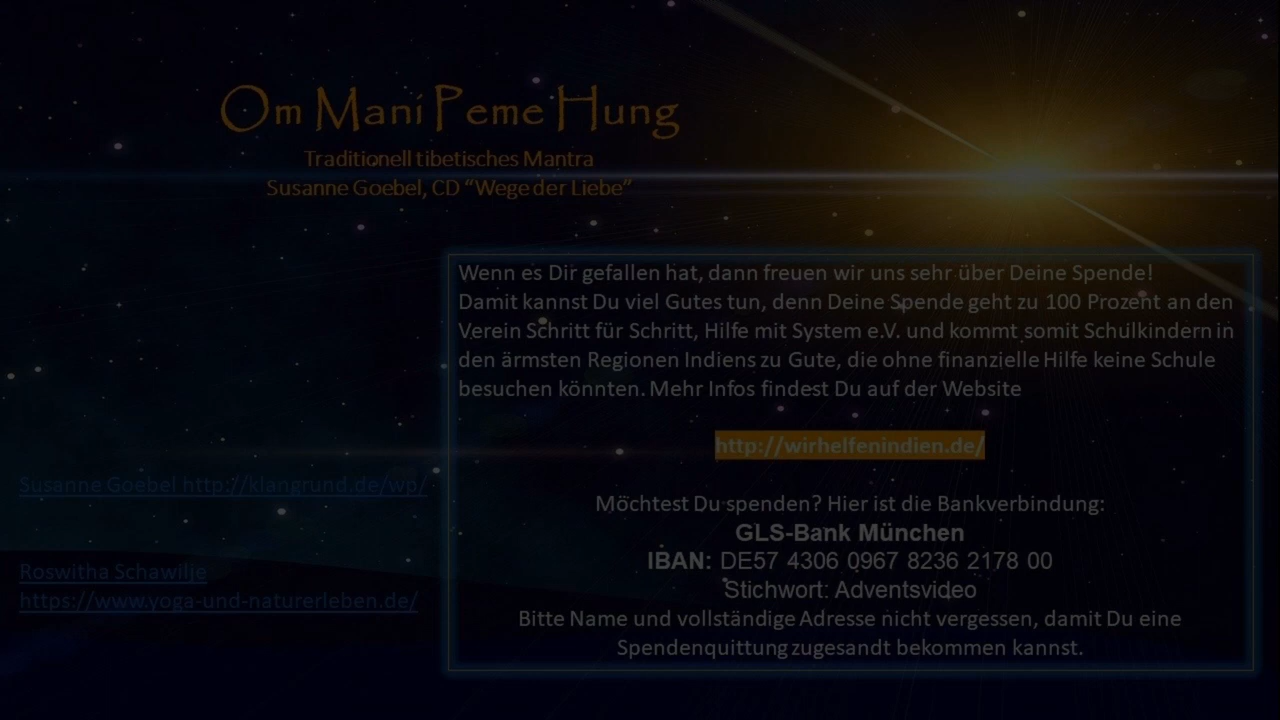 Om Mani Peme Hung
Traditionell tibetisches Mantra
Susanne Goebel, CD “Wege der Liebe”
Wenn es Dir gefallen hat, dann freuen wir uns sehr über Deine Spende!
Damit kannst Du viel Gutes tun, denn Deine Spende geht zu 100 Prozent an den
Verein Schritt für Schritt, Hilfe mit System e.V. und kommt somit Schulkindern in
den ärmsten Regionen Indiens zu Gute, die ohne finanzielle Hilfe keine Schule
besuchen könnten. Mehr Infos findest Du auf der Website
http://wirhelfenindien.de/
Möchtest Du spenden? Hier ist die Bankverbindung:
GLS-Bank München
IBAN: DE57 4306 0967 8236 2178 00
Stichwort: Adventsvideo
Bitte Name und vollständige Adresse nicht vergessen, damit Du eine
Spendenquittung zugesandt bekommen kannst.
Susanne Goebel http://klangrund.de/wp/
Roswitha Schawilje
https://www.yoga-und-naturerleben.de/